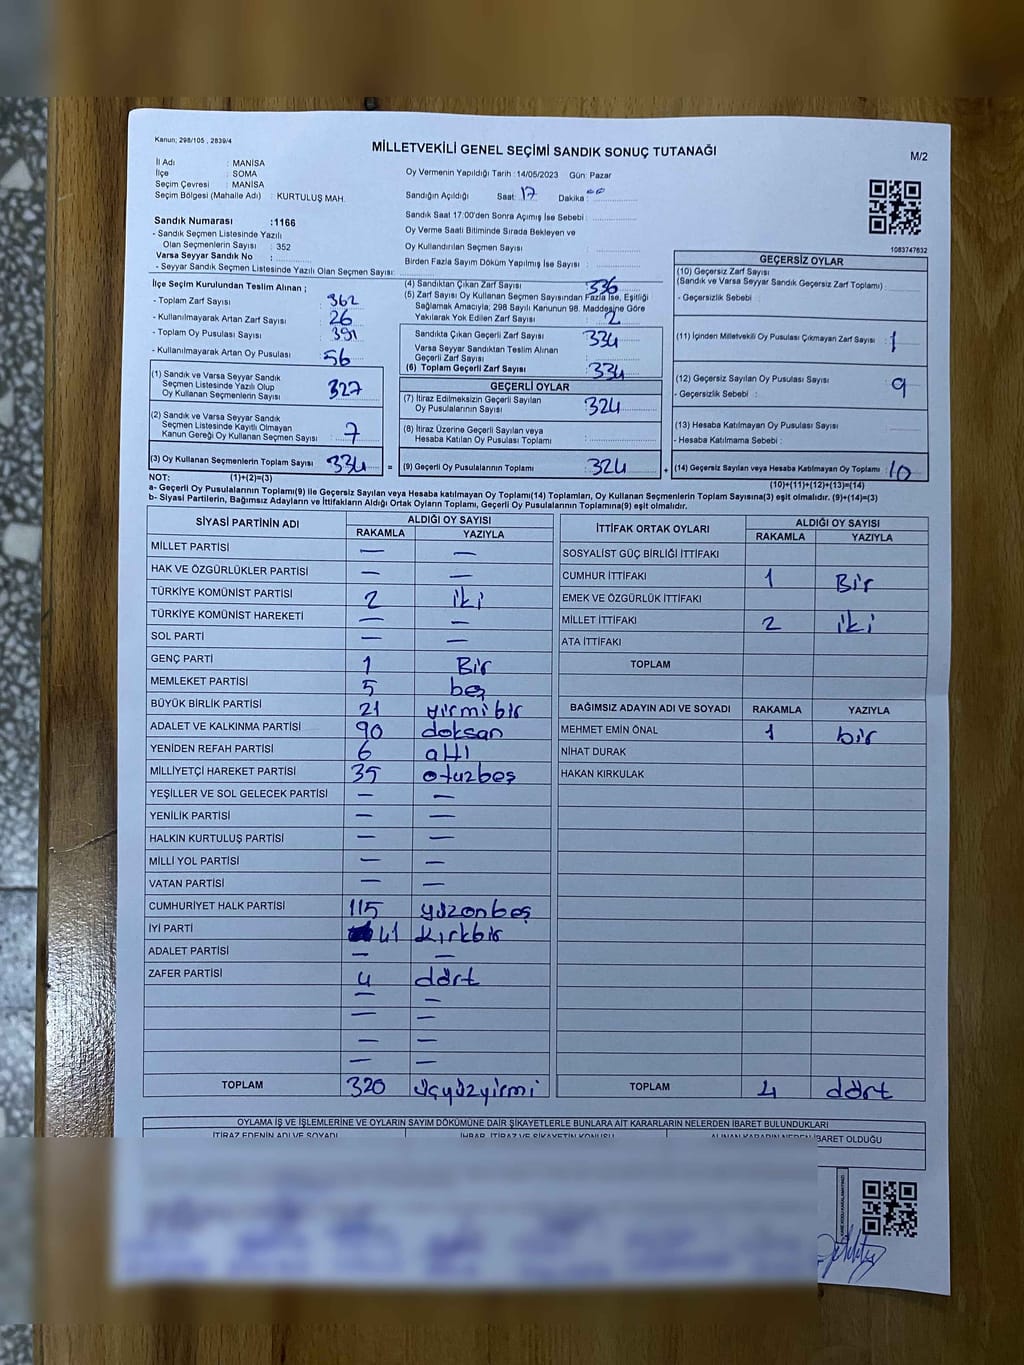 Kanun; 298/105 , 2839/4
MİLLETVEKİLİ GENEL SEÇİMİ SANDIK SONUÇ TUTANAĞI
M/2
İl Adı : MANİSA
İlçe : SOMA
Seçim Çevresi : MANİSA
Seçim Bölgesi (Mahalle Adı) : KURTULUŞ MAH.
Oy Vermenin Yapıldığı Tarih : 14/05/2023 Gün: Pazar
Sandığın Açıldığı Saat: 17 Dakika : 00
Sandık Saat 17:00'den Sonra Açımış İse Sebebi :
Oy Verme Saati Bitiminde Sırada Bekleyen ve
Oy Kullandırılan Seçmen Sayısı :
Birden Fazla Sayım Döküm Yapılmış İse Sayısı :
1083747632
Sandık Numarası : 1166
- Sandık Seçmen Listesinde Yazılı
Olan Seçmenlerin Sayısı : 352
Varsa Seyyar Sandık No :
- Seyyar Sandık Seçmen Listesinde Yazılı Olan Seçmen Sayısı:
İlçe Seçim Kurulundan Teslim Alınan ;
- Toplam Zarf Sayısı : 362
- Kullanılmayarak Artan Zarf Sayısı : 26
- Toplam Oy Pusulası Sayısı : 391
- Kullanılmayarak Artan Oy Pusulası : 56
(1) Sandık ve Varsa Seyyar Sandık
Seçmen Listesinde Yazılı Olup
Oy Kullanan Seçmenlerin Sayısı : 327
(2) Sandık ve Varsa Seyyar Sandık
Seçmen Listesinde Kayıtlı Olmayan
Kanun Gereği Oy Kullanan Seçmen Sayısı : 7
(3) Oy Kullanan Seçmenlerin Toplam Sayısı : 334
(4) Sandıktan Çıkan Zarf Sayısı : 336
(5) Zarf Sayısı Oy Kullanan Seçmen Sayısından Fazla İse, Eşitliği
Sağlamak Amacıyla; 298 Sayılı Kanunun 98. Maddesine Göre
Yakılarak Yok Edilen Zarf Sayısı : 2
Sandıkta Çıkan Geçerli Zarf Sayısı : 334
Varsa Seyyar Sandıktan Teslim Alınan
Geçerli Zarf Sayısı :
(6) Toplam Geçerli Zarf Sayısı : 334
GEÇERLİ OYLAR
(7) İtiraz Edilmeksizin Geçerli Sayılan
Oy Pusulalarının Sayısı : 324
(8) İtiraz Üzerine Geçerli Sayılan veya
Hesaba Katılan Oy Pusulası Toplamı :
= (9) Geçerli Oy Pusulalarının Toplamı : 324
GEÇERSİZ OYLAR
(10) Geçersiz Zarf Sayısı
(Sandık ve Varsa Seyyar Sandık Geçersiz Zarf Toplamı) :
- Geçersizlik Sebebi :
(11) İçinden Milletvekili Oy Pusulası Çıkmayan Zarf Sayısı : 1
(12) Geçersiz Sayılan Oy Pusulası Sayısı : 9
- Geçersizlik Sebebi :
(13) Hesaba Katılmayan Oy Pusulası Sayısı :
- Hesaba Katılmama Sebebi :
+ (14) Geçersiz Sayılan veya Hesaba Katılmayan Oy Toplamı : 10
NOT: (1)+(2)=(3)
(10)+(11)+(12)+(13)=(14)
a- Geçerli Oy Pusulalarının Toplamı(9) ile Geçersiz Sayılan veya Hesaba katılmayan Oy Toplamı(14) Toplamları, Oy Kullanan Seçmenlerin Toplam Sayısına(3) eşit olmalıdır. (9)+(14)=(3)
b- Siyasi Partilerin, Bağımsız Adayların ve İttifakların Aldığı Ortak Oyların Toplamı, Geçerli Oy Pusulalarının Toplamına(9) eşit olmalıdır.
SİYASİ PARTİNİN ADI ALDIĞI OY SAYISI
RAKAMLA YAZIYLA
MİLLET PARTİSİ — —
HAK VE ÖZGÜRLÜKLER PARTİSİ — —
TÜRKİYE KOMÜNİST PARTİSİ 2 iki
TÜRKİYE KOMÜNİST HAREKETİ — —
SOL PARTİ — —
GENÇ PARTİ 1 Bir
MEMLEKET PARTİSİ 5 beş
BÜYÜK BİRLİK PARTİSİ 21 yirmibir
ADALET VE KALKINMA PARTİSİ 90 doksan
YENİDEN REFAH PARTİSİ 6 altı
MİLLİYETÇİ HAREKET PARTİSİ 35 otuzbeş
YEŞİLLER VE SOL GELECEK PARTİSİ — —
YENİLİK PARTİSİ — —
HALKIN KURTULUŞ PARTİSİ — —
MİLLİ YOL PARTİSİ — —
VATAN PARTİSİ — —
CUMHURİYET HALK PARTİSİ 115 yüzonbeş
İYİ PARTİ 41 kırkbir
ADALET PARTİSİ — —
ZAFER PARTİSİ 4 dört
— —
— —
— —
— —
TOPLAM 320 üçyüzyirmi
İTTİFAK ORTAK OYLARI ALDIĞI OY SAYISI
RAKAMLA YAZIYLA
SOSYALİST GÜÇ BİRLİĞİ İTTİFAKI
CUMHUR İTTİFAKI 1 Bir
EMEK VE ÖZGÜRLÜK İTTİFAKI
MİLLET İTTİFAKI 2 iki
ATA İTTİFAKI
TOPLAM
BAĞIMSIZ ADAYIN ADI VE SOYADI RAKAMLA YAZIYLA
MEHMET EMİN ÖNAL 1 bir
NİHAT DURAK
HAKAN KIRKULAK
TOPLAM 4 dört
OYLAMA İŞ VE İŞLEMLERİNE VE OYLARIN SAYIM DÖKÜMÜNE DAİR ŞİKAYETLERLE BUNLARA AİT KARARLARIN NELERDEN İBARET BULUNDUKLARI
İTİRAZ EDENİN ADI VE SOYADI İHBAR, İTİRAZ VE ŞİKAYETİN KONUSU ALINAN KARARIN NEDEN İBARET OLDUĞU